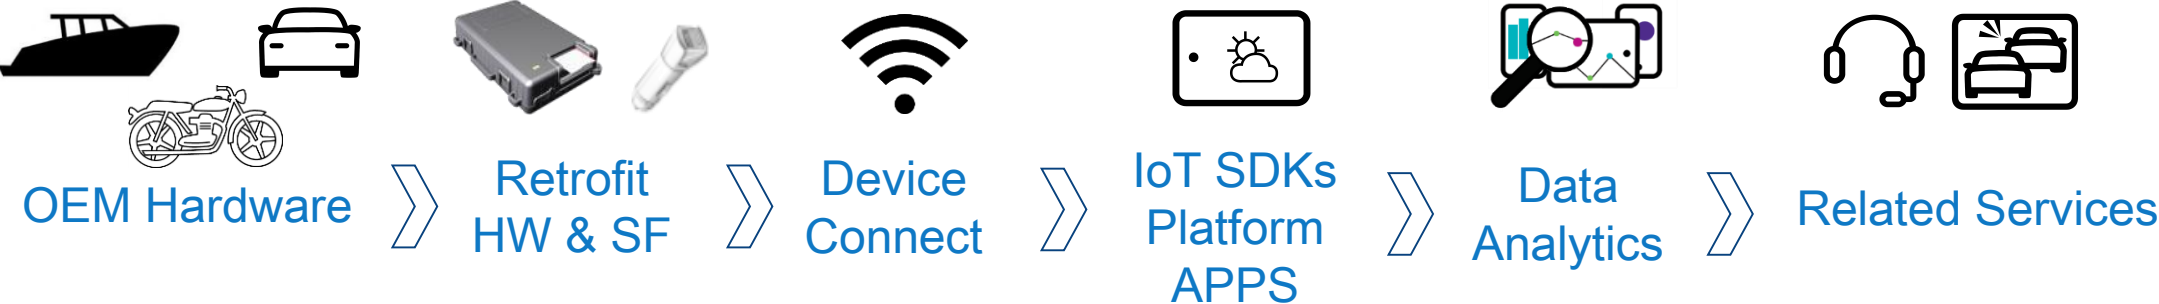 OEM Hardware
Retrofit
HW & SF
Device
Connect
IoT SDKs
Platform
APPS
Data
Analytics
Related Services